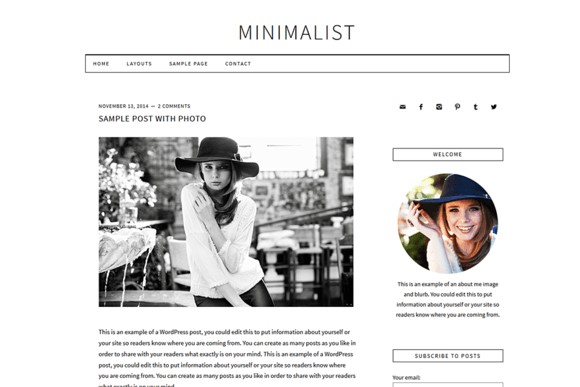 MINIMALIST
HOME LAYOUTS SAMPLE PAGE CONTACT
NOVEMBER 13, 2014 — 2 COMMENTS
SAMPLE POST WITH PHOTO
This is an example of a WordPress post, you could edit this to put information about yourself or
your site so readers know where you are coming from. You can create as many posts as you like in
order to share with your readers what exactly is on your mind. This is an example of a WordPress
post, you could edit this to put information about yourself or your site so readers know where
you are coming from. You can create as many posts as you like in order to share with your readers
what exactly is on your mind.
WELCOME
This is an example of an about me image
and blurb. You could edit this to put
information about yourself or your site so
readers know where you are coming from.
SUBSCRIBE TO POSTS
Your email: